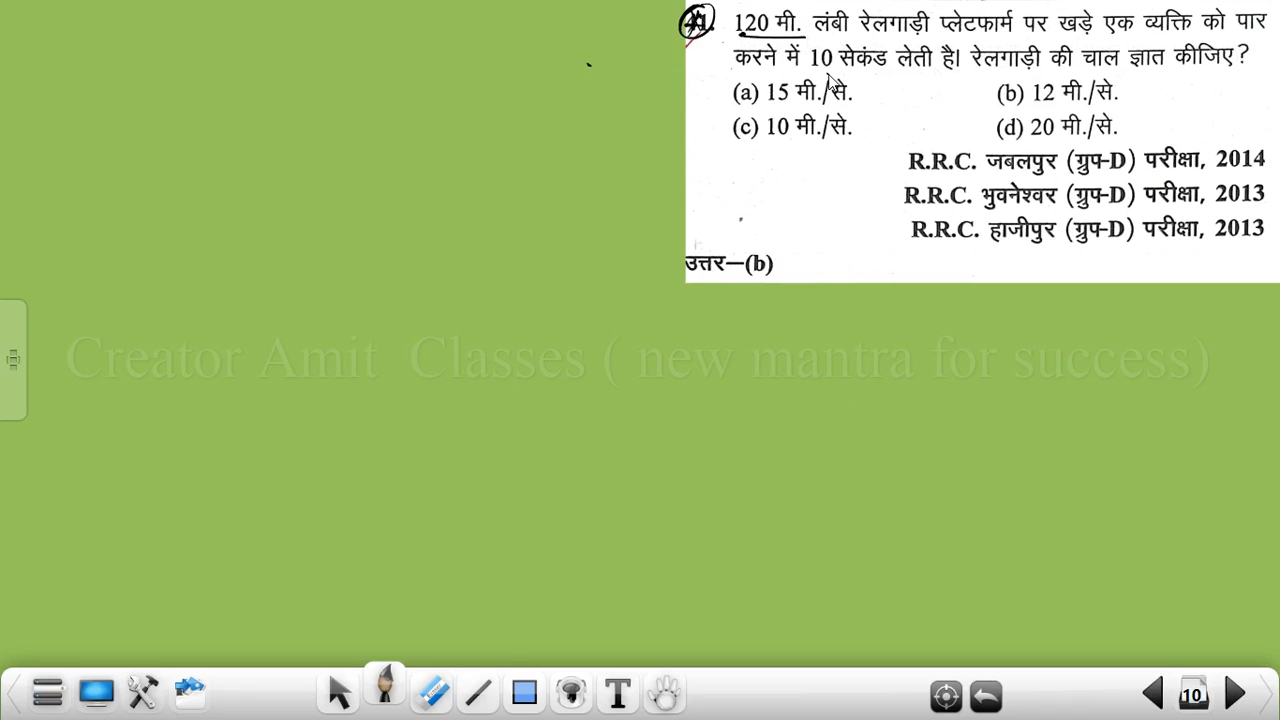 41. 120 मी. लंबी रेलगाड़ी प्लेटफार्म पर खड़े एक व्यक्ति को पार
करने में 10 सेकंड लेती है। रेलगाड़ी की चाल ज्ञात कीजिए?
(a) 15 मी./से. (b) 12 मी./से.
(c) 10 मी./से. (d) 20 मी./से.
R.R.C. जबलपुर (ग्रुप-D) परीक्षा, 2014
R.R.C. भुवनेश्वर (ग्रुप-D) परीक्षा, 2013
R.R.C. हाजीपुर (ग्रुप-D) परीक्षा, 2013
उत्तर—(b)
Creator Amit Classes ( new mantra for success)
10